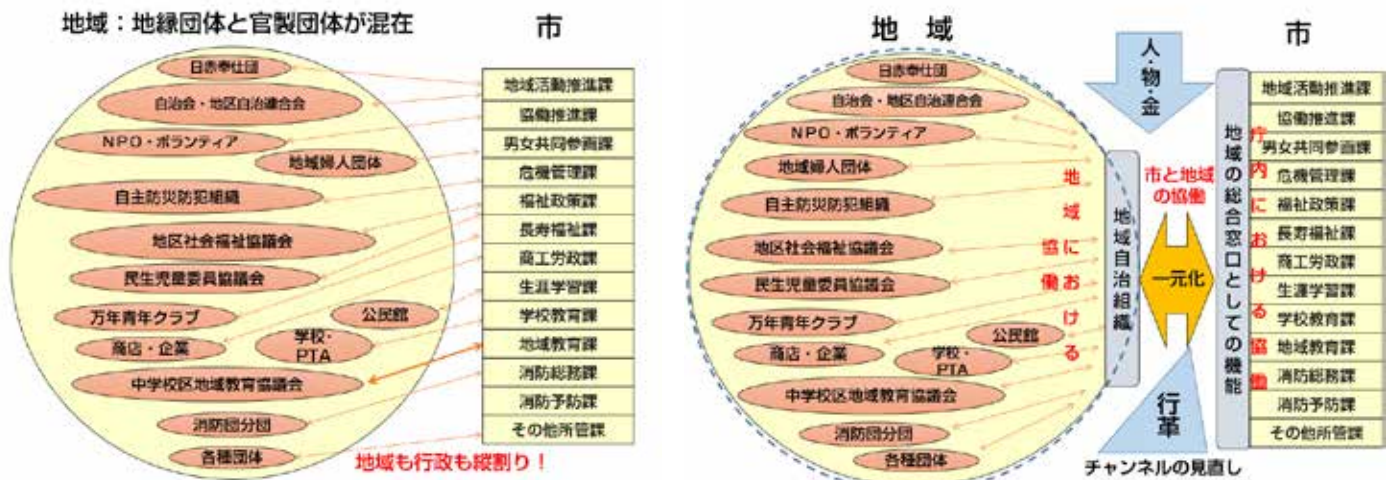 地域：地縁団体と官製団体が混在
市
日赤奉仕団
自治会・地区自治連合会
NPO・ボランティア
地域婦人団体
自主防災防犯組織
地区社会福祉協議会
民生児童委員協議会
万年青年クラブ
公民館
商店・企業
学校・
PTA
中学校区地域教育協議会
消防団分団
各種団体
地域活動推進課
協働推進課
男女共同参画課
危機管理課
福祉政策課
長寿福祉課
商工労政課
生涯学習課
学校教育課
地域教育課
消防総務課
消防予防課
その他所管課
地域も行政も縦割り！
地域
日赤奉仕団
自治会・地区自治連合会
NPO・ボランティア
地域婦人団体
自主防災防犯組織
地区社会福祉協議会
民生児童委員協議会
万年青年クラブ
公民館
商店・企業
学校・
PTA
中学校区地域教育協議会
消防団分団
各種団体
地域における
協働
地域自治組織
人・物・金
市と地域
の協働
一元化
行革
チャンネルの見直し
市
地域の総合窓口としての機能
庁内における協働
地域活動推進課
協働推進課
男女共同参画課
危機管理課
福祉政策課
長寿福祉課
商工労政課
生涯学習課
学校教育課
地域教育課
消防総務課
消防予防課
その他所管課